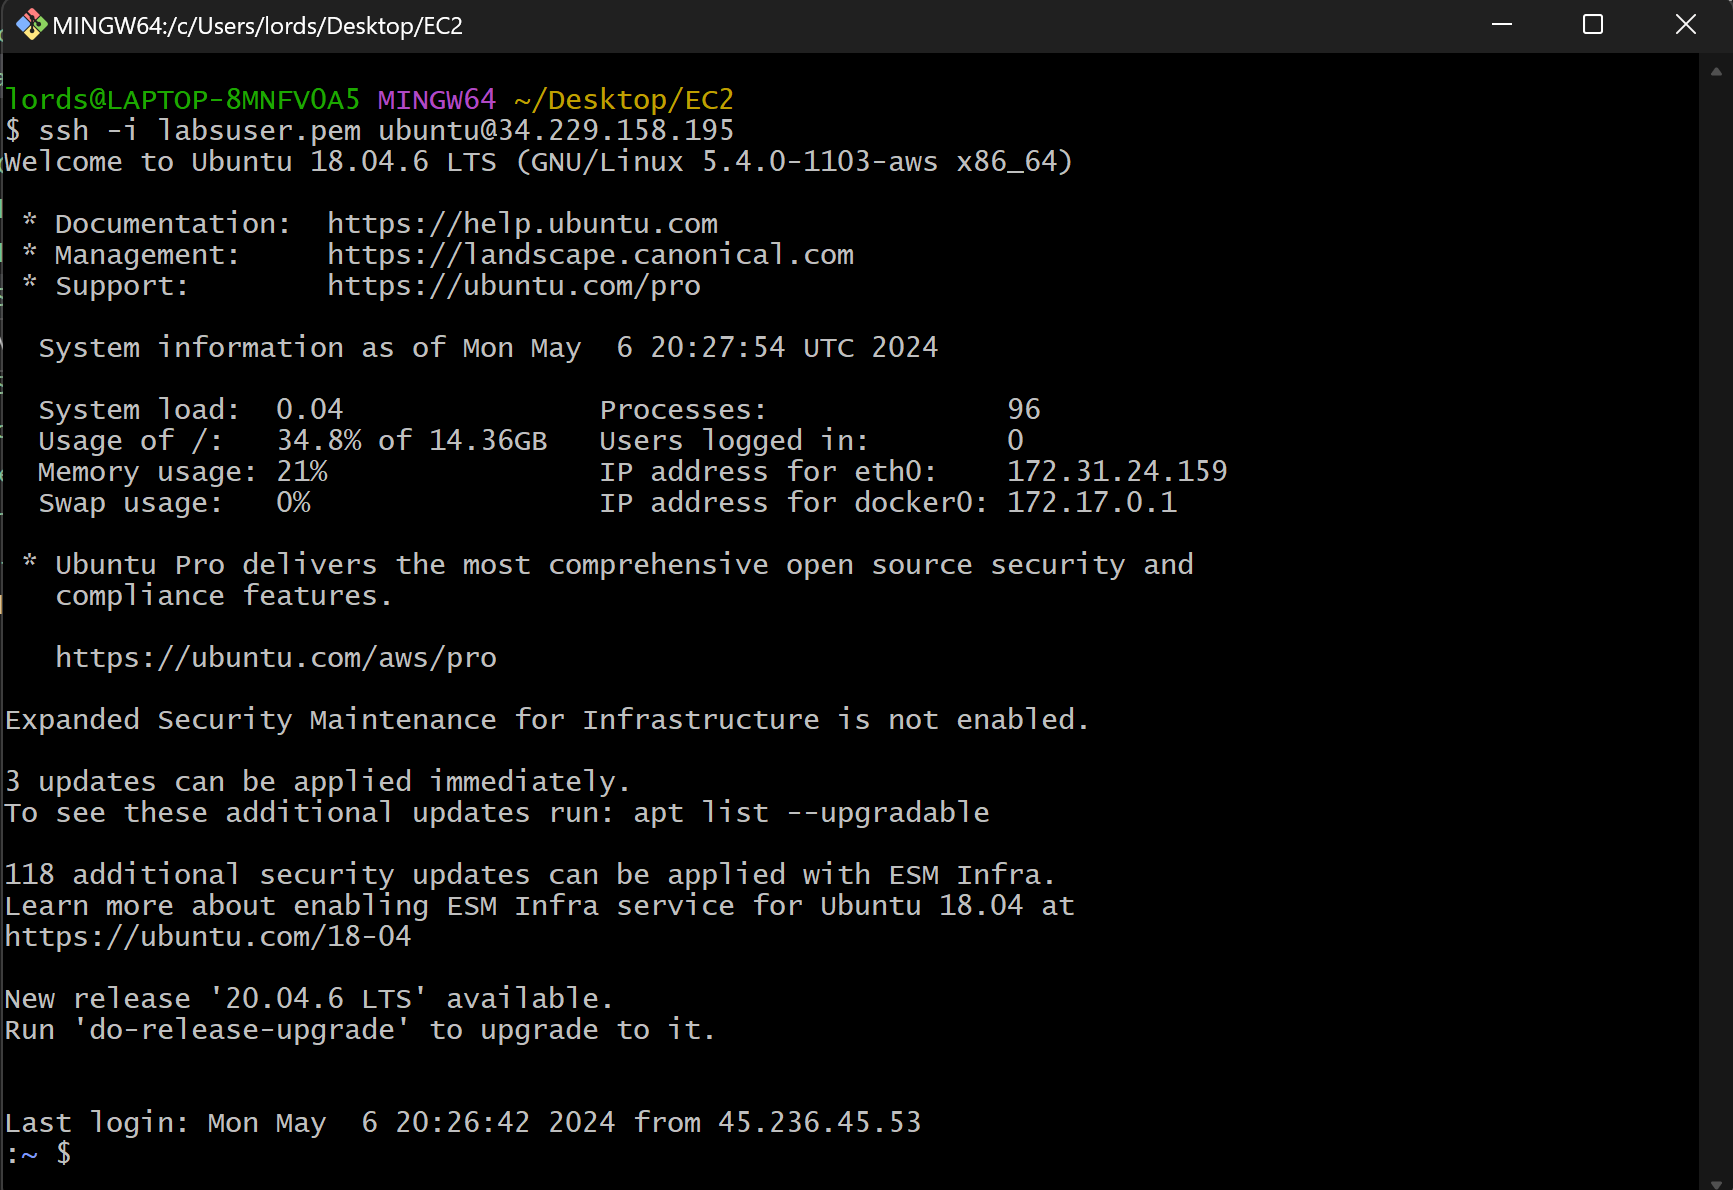 MINGW64:/c/Users/lords/Desktop/EC2
lords@LAPTOP-8MNFVOA5 MINGW64 ~/Desktop/EC2
$ ssh -i labsuser.pem ubuntu@34.229.158.195
Welcome to Ubuntu 18.04.6 LTS (GNU/Linux 5.4.0-1103-aws x86_64)
* Documentation:  https://help.ubuntu.com
* Management:     https://landscape.canonical.com
* Support:        https://ubuntu.com/pro
System information as of Mon May  6 20:27:54 UTC 2024
System load:  0.04               Processes:              96
Usage of /:   34.8% of 14.36GB   Users logged in:        0
Memory usage: 21%                IP address for eth0:    172.31.24.159
Swap usage:   0%                 IP address for docker0: 172.17.0.1
* Ubuntu Pro delivers the most comprehensive open source security and
compliance features.
https://ubuntu.com/aws/pro
Expanded Security Maintenance for Infrastructure is not enabled.
3 updates can be applied immediately.
To see these additional updates run: apt list --upgradable
118 additional security updates can be applied with ESM Infra.
Learn more about enabling ESM Infra service for Ubuntu 18.04 at
https://ubuntu.com/18-04
New release '20.04.6 LTS' available.
Run 'do-release-upgrade' to upgrade to it.
Last login: Mon May  6 20:26:42 2024 from 45.236.45.53
:~ $